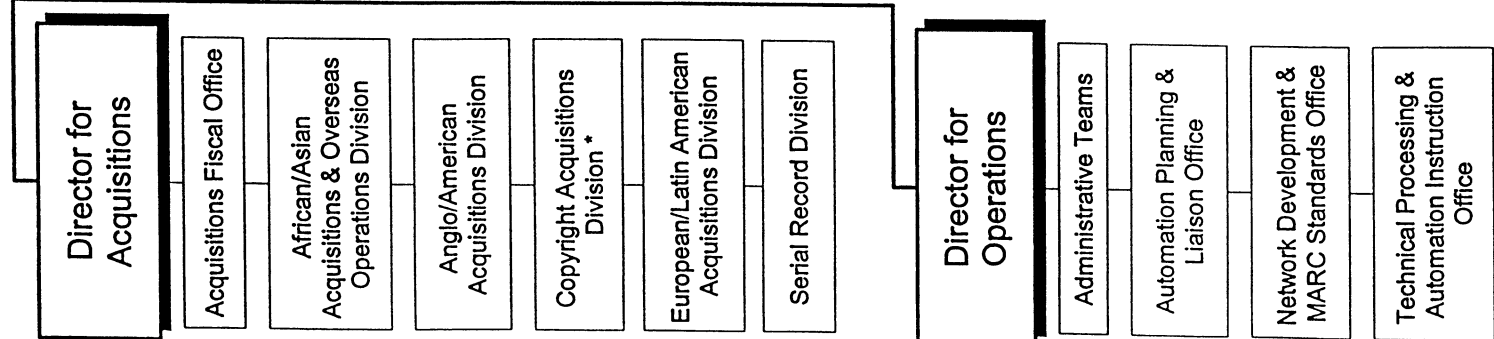 Director for
Acquisitions
Acquisitions Fiscal Office
African/Asian
Acquisitions & Overseas
Operations Division
Anglo/American
Acquisitions Division
Copyright Acquisitions
Division *
European/Latin American
Acquisitions Division
Serial Record Division
Director for
Operations
Administrative Teams
Automation Planning &
Liaison Office
Network Development &
MARC Standards Office
Technical Processing &
Automation Instruction
Office